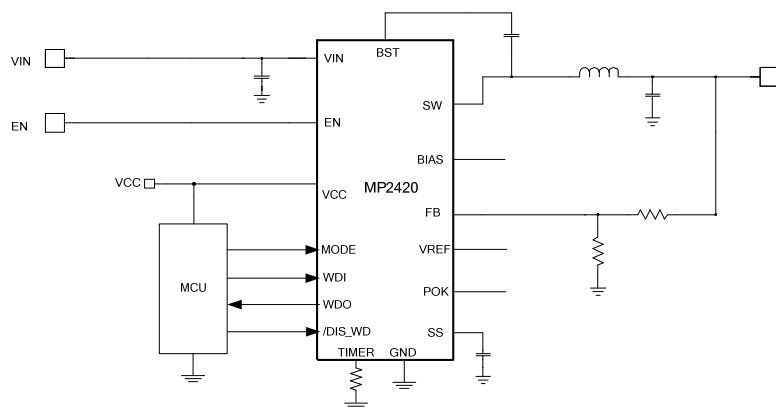 BST
VIN
VIN
SW
EN
EN
BIAS
VCC
VCC
MP2420
FB
MODE
VREF
MCU
WDI
WDO
POK
/DIS_WD
SS
TIMER
GND